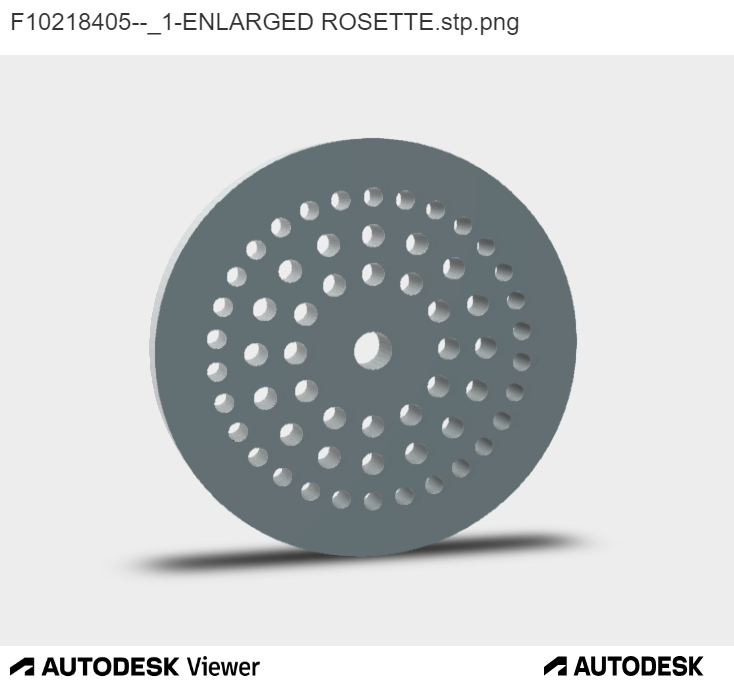 F10218405--_1-ENLARGED ROSETTE.stp.png
AUTODESK Viewer
AUTODESK